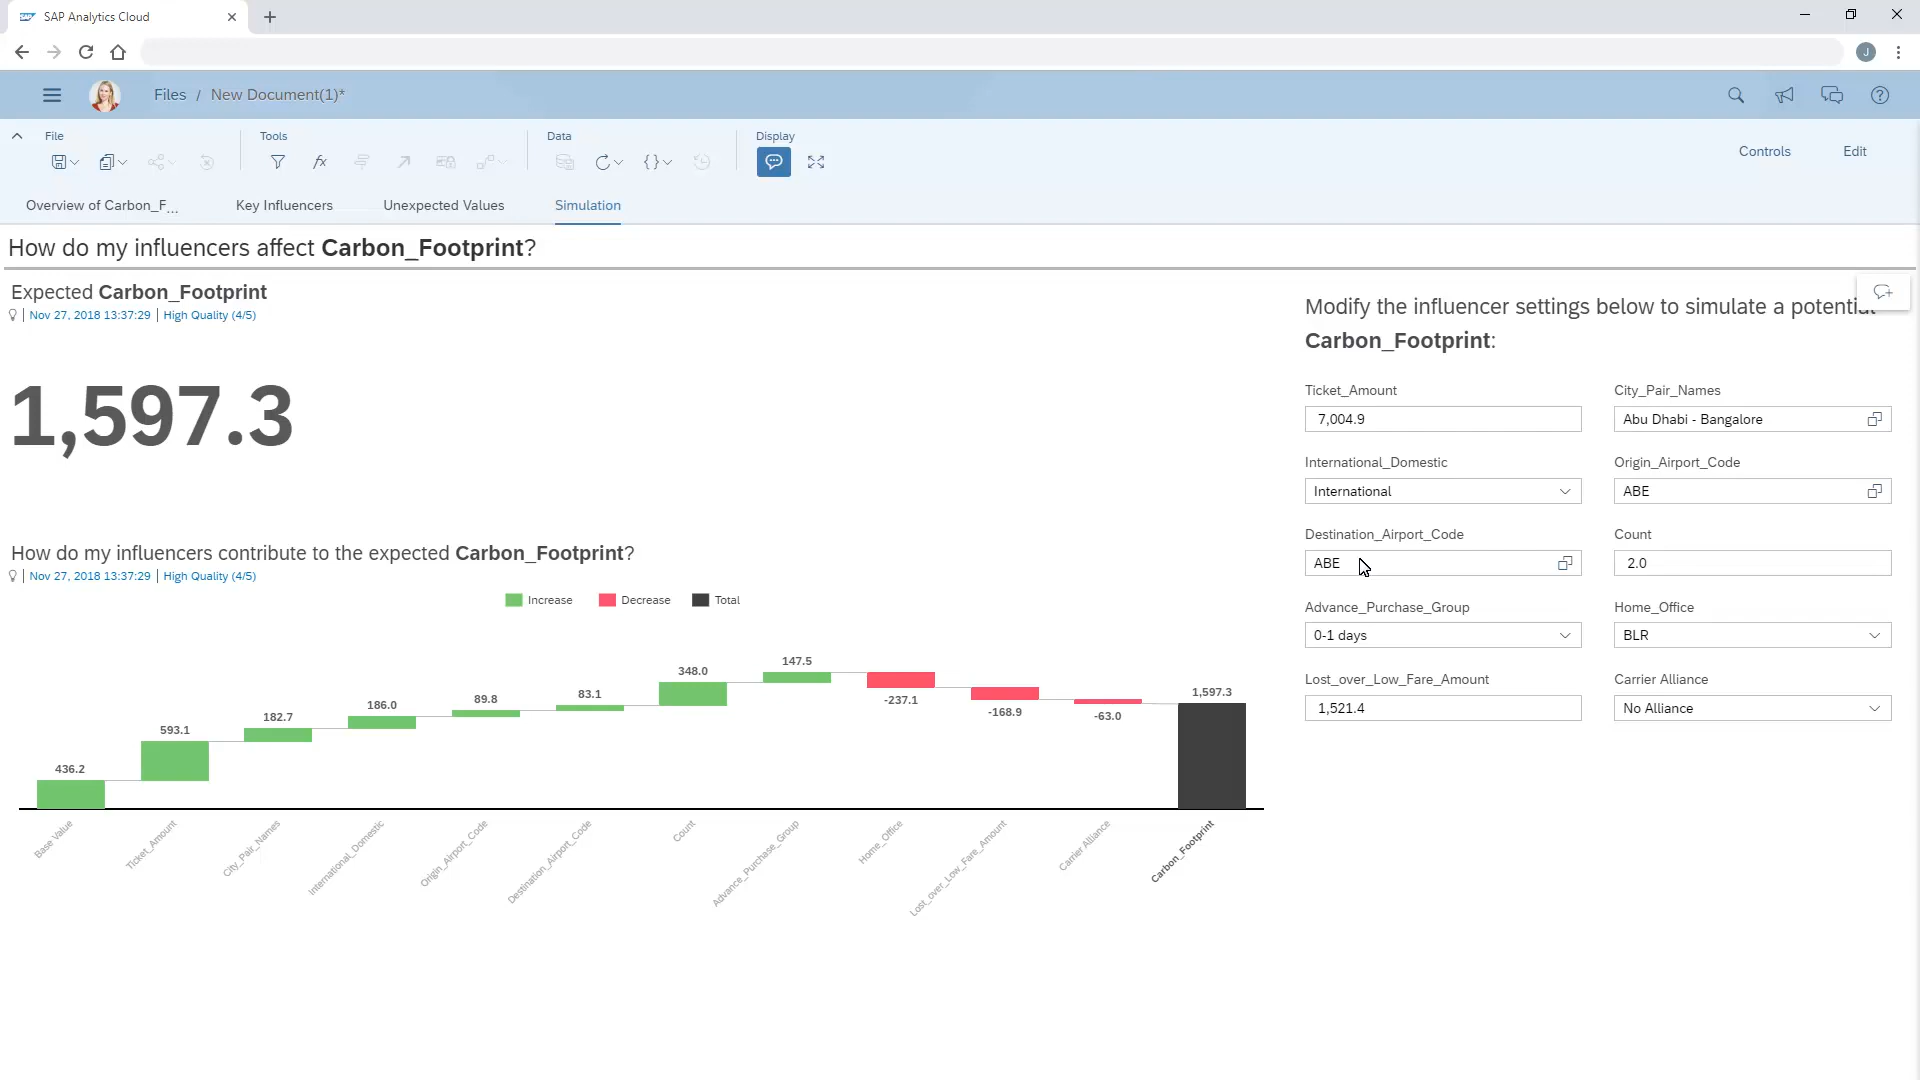 SAP Analytics Cloud
J
Files / New Document(1)*
File
Tools
Data
Display
Controls
Edit
Overview of Carbon_F...
Key Influencers
Unexpected Values
Simulation
How do my influencers affect Carbon_Footprint?
Expected Carbon_Footprint
Nov 27, 2018 13:37:29 | High Quality (4/5)
1,597.3
How do my influencers contribute to the expected Carbon_Footprint?
Nov 27, 2018 13:37:29 | High Quality (4/5)
Increase
Decrease
Total
436.2
593.1
182.7
186.0
89.8
83.1
348.0
147.5
-237.1
-168.9
-63.0
1,597.3
Base Value
Ticket_Amount
City_Pair_Names
International_Domestic
Origin_Airport_Code
Destination_Airport_Code
Count
Advance_Purchase_Group
Home_Office
Lost_over_Low_Fare_Amount
Carrier Alliance
Carbon_Footprint
Modify the influencer settings below to simulate a potential
Carbon_Footprint:
Ticket_Amount
7,004.9
City_Pair_Names
Abu Dhabi - Bangalore
International_Domestic
International
Origin_Airport_Code
ABE
Destination_Airport_Code
ABE
Count
2.0
Advance_Purchase_Group
0-1 days
Home_Office
BLR
Lost_over_Low_Fare_Amount
1,521.4
Carrier Alliance
No Alliance